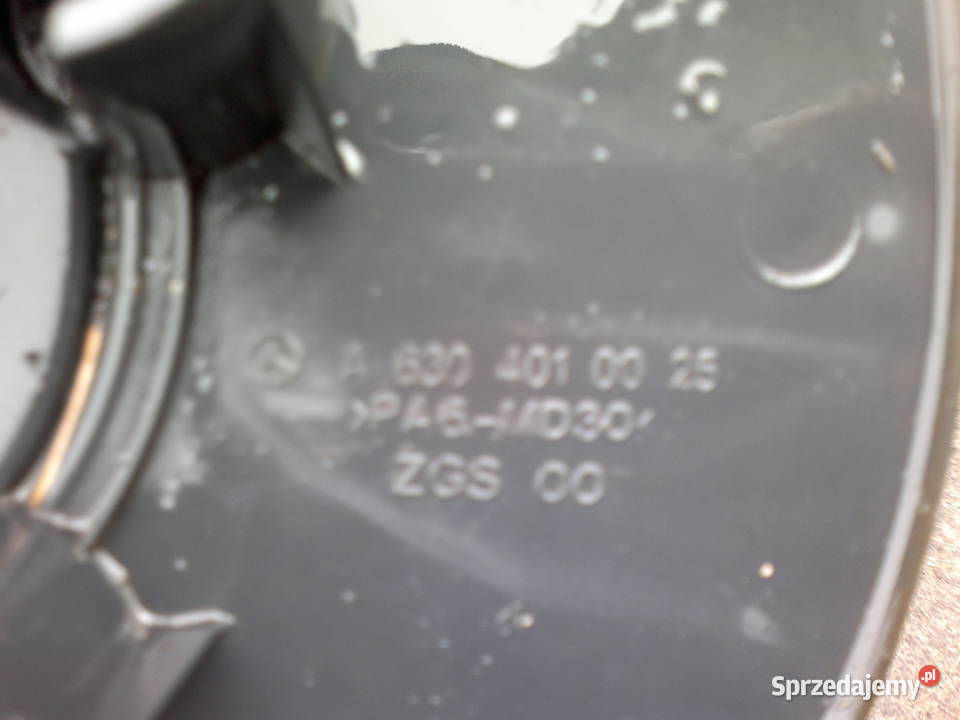 A 630 401 00 25
>PA6-MD30<
ZGS 00
Sprzedajemy.pl